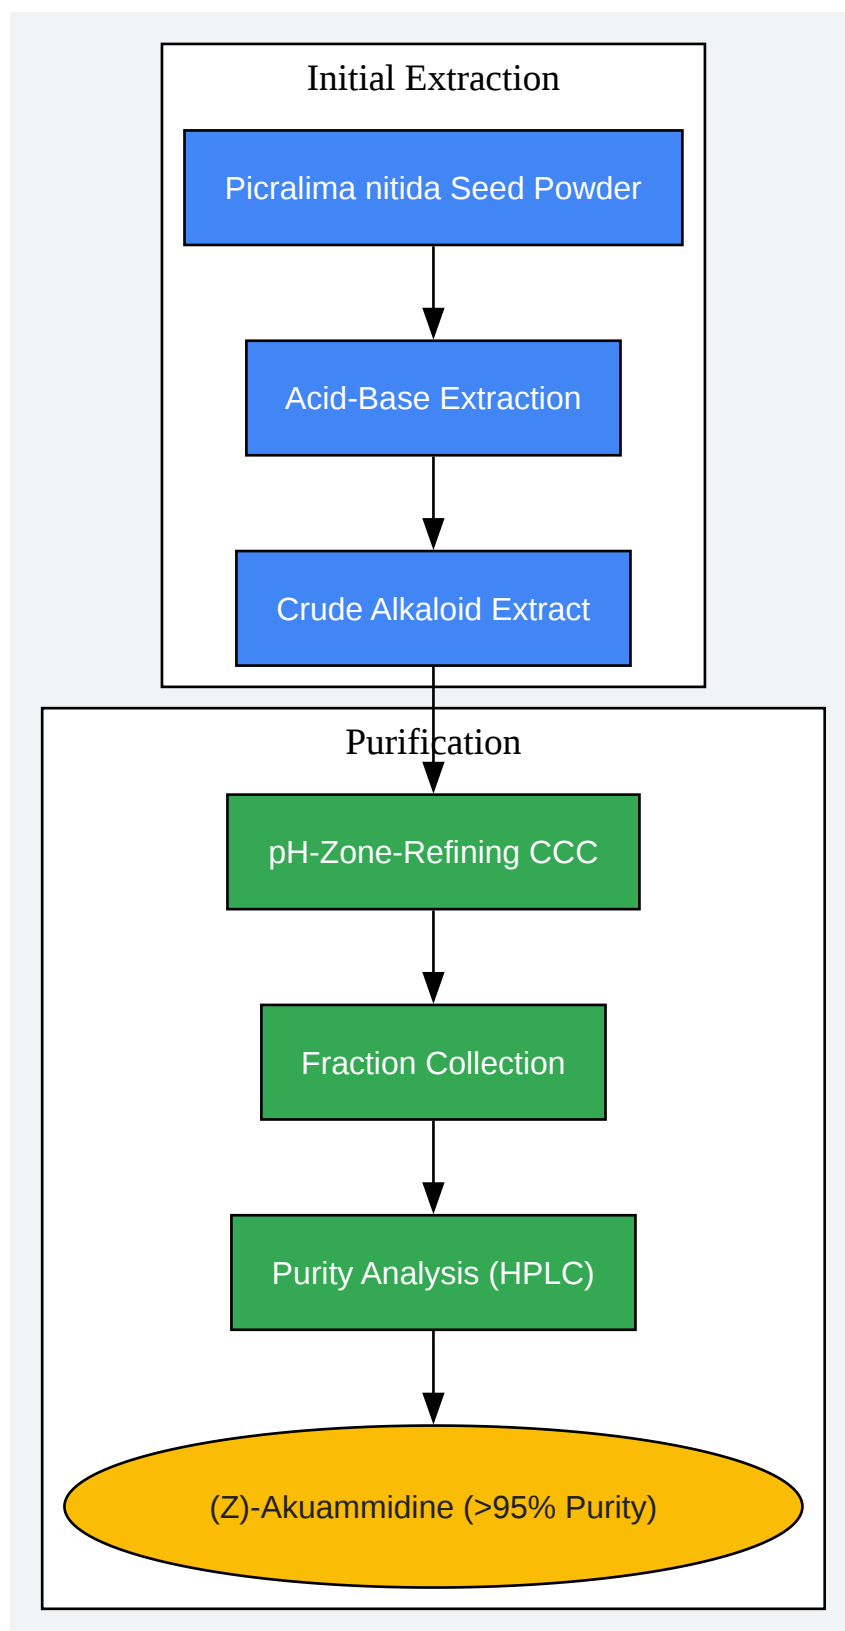 Initial Extraction
Picralima nitida Seed Powder
Acid-Base Extraction
Crude Alkaloid Extract
Purification
pH-Zone-Refining CCC
Fraction Collection
Purity Analysis (HPLC)
(Z)-Akuammidine (>95% Purity)